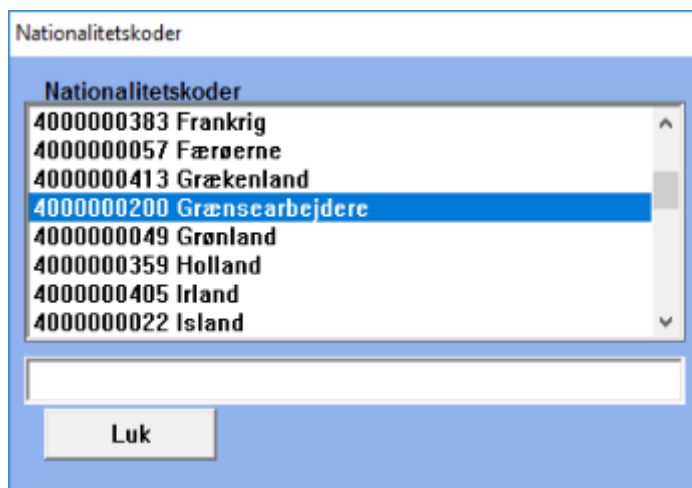 Nationalitetskoder
Nationalitetskoder
4000000383 Frankrig
4000000057 Færøerne
4000000413 Grækenland
4000000200 Grænsearbejdere
4000000049 Grønland
4000000359 Holland
4000000405 Irland
4000000022 Island
Luk